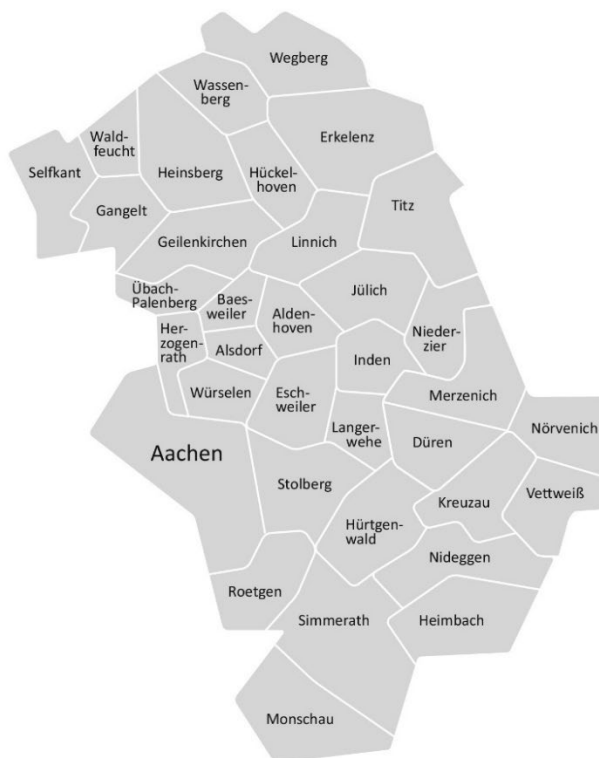 Wegberg
Wassen-
berg
Erkelenz
Wald-
feucht
Selfkant
Heinsberg
Hückel-
hoven
Gangelt
Titz
Geilenkirchen
Linnich
Übach-
Palenberg
Baes-
weiler
Jülich
Alden-
hoven
Her-
zogen-
rath
Nieder-
zier
Alsdorf
Inden
Würselen
Esch-
weiler
Merzenich
Langer-
wehe
Düren
Nörvenich
Aachen
Stolberg
Kreuzau
Vettweiß
Hürtgen-
wald
Nideggen
Roetgen
Simmerath
Heimbach
Monschau